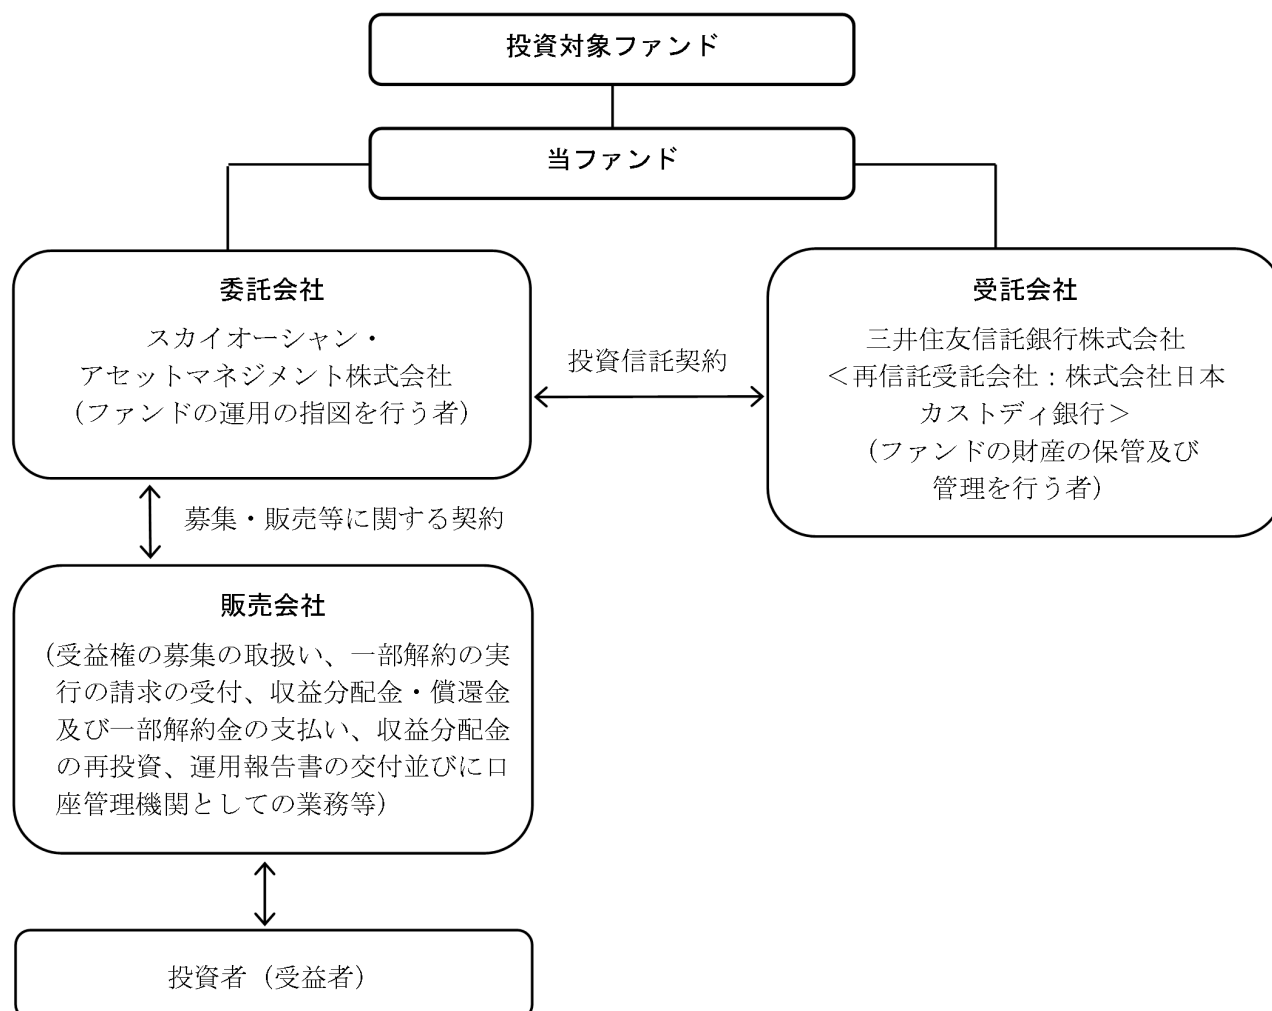 投資対象ファンド
当ファンド
委託会社
スカイオーシャン・
アセットマネジメント株式会社
（ファンドの運用の指図を行う者）
投資信託契約
受託会社
三井住友信託銀行株式会社
＜再信託受託会社：株式会社日本
カストディ銀行＞
（ファンドの財産の保管及び
管理を行う者）
募集・販売等に関する契約
販売会社
（受益権の募集の取扱い、一部解約の実
行の請求の受付、収益分配金・償還金
及び一部解約金の支払い、収益分配金
の再投資、運用報告書の交付並びに口
座管理機関としての業務等）
投資者（受益者）